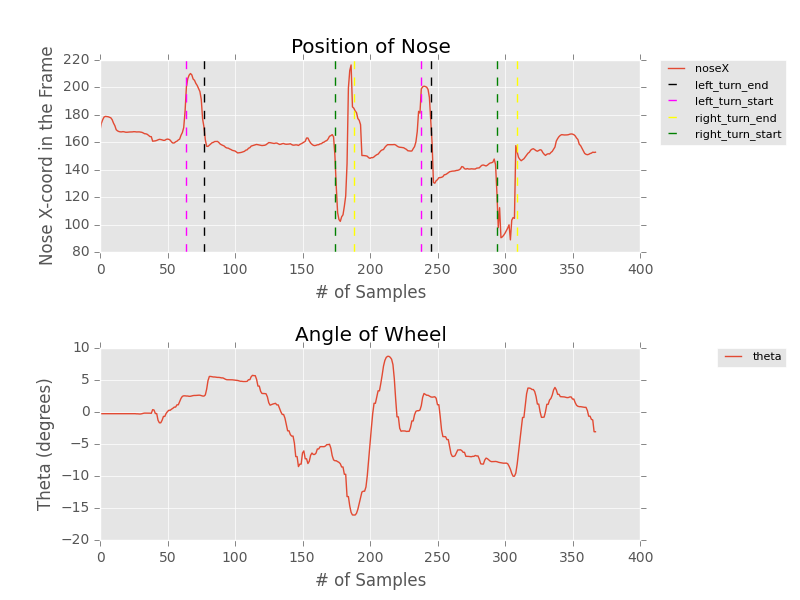 Position of Nose
220
200
180
160
140
120
100
80
Nose X-coord in the Frame
0 50 100 150 200 250 300 350 400
# of Samples
noseX
left_turn_end
left_turn_start
right_turn_end
right_turn_start
Angle of Wheel
10
5
0
−5
−10
−15
−20
Theta (degrees)
0 50 100 150 200 250 300 350 400
# of Samples
theta